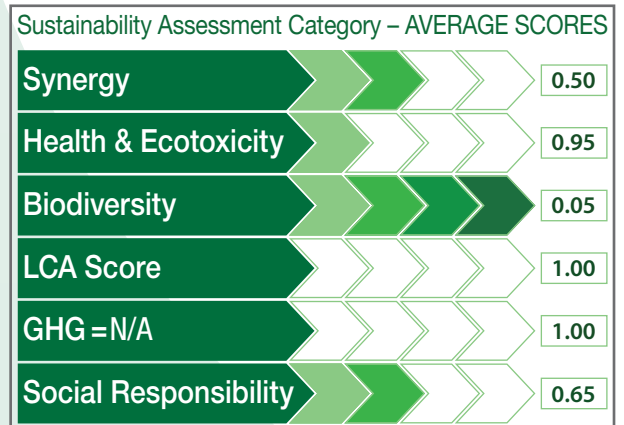 Sustainability Assessment Category – AVERAGE SCORES
Synergy 0.50
Health & Ecotoxicity 0.95
Biodiversity 0.05
LCA Score 1.00
GHG = N/A 1.00
Social Responsibility 0.65